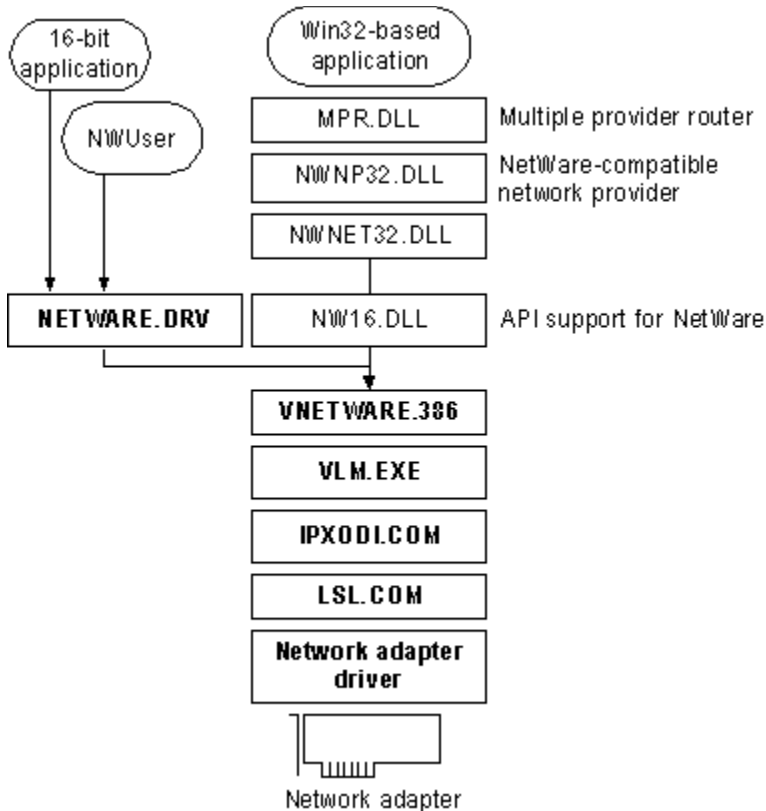 16-bit
application
Win32-based
application
MPR.DLL
Multiple provider router
NWUser
NWNP32.DLL
NetWare-compatible
network provider
NWNET32.DLL
NETWARE.DRV
NW16.DLL
API support for NetWare
VNETWARE.386
VLM.EXE
IPXODI.COM
LSL.COM
Network adapter
driver
Network adapter